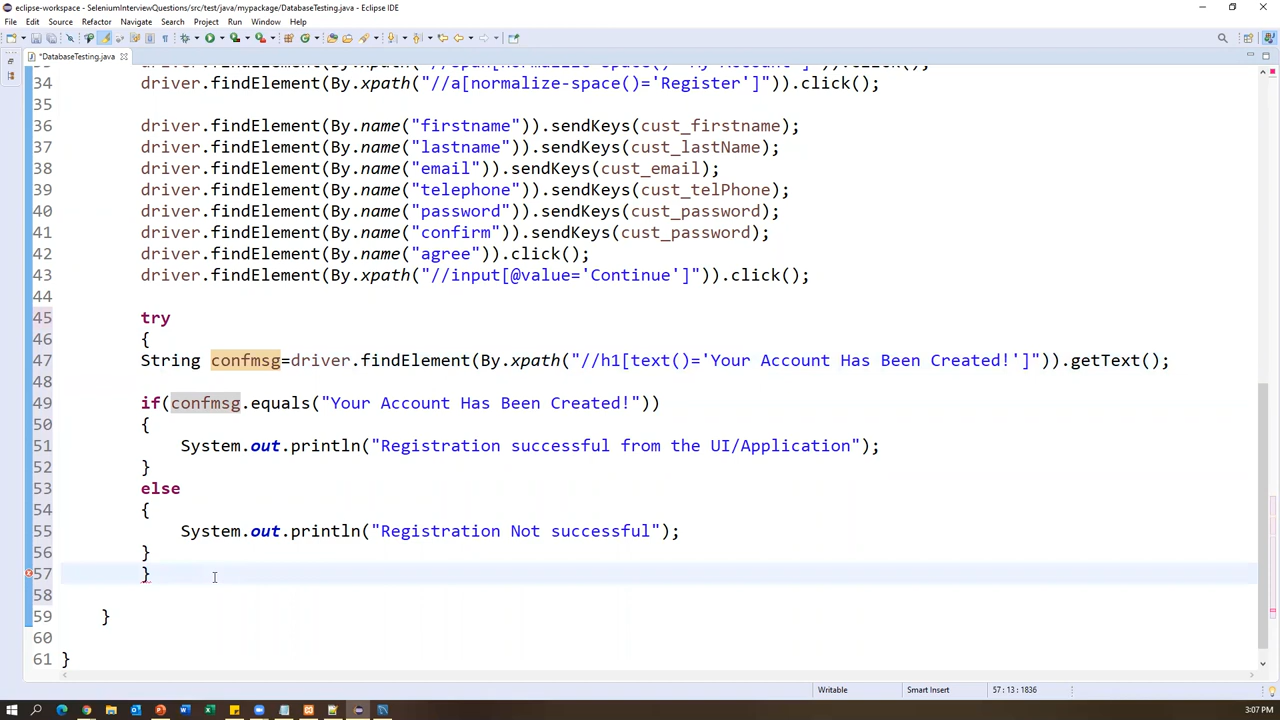 eclipse-workspace - SeleniumInterviewQuestions/src/test/java/mypackage/DatabaseTesting.java - Eclipse IDE
File Edit Source Refactor Navigate Search Project Run Window Help
*DatabaseTesting.java
34 driver.findElement(By.xpath("//a[normalize-space()='Register']")).click();
35
36 driver.findElement(By.name("firstname")).sendKeys(cust_firstname);
37 driver.findElement(By.name("lastname")).sendKeys(cust_lastName);
38 driver.findElement(By.name("email")).sendKeys(cust_email);
39 driver.findElement(By.name("telephone")).sendKeys(cust_telPhone);
40 driver.findElement(By.name("password")).sendKeys(cust_password);
41 driver.findElement(By.name("confirm")).sendKeys(cust_password);
42 driver.findElement(By.name("agree")).click();
43 driver.findElement(By.xpath("//input[@value='Continue']")).click();
44
45 try
46 {
47 String confmsg=driver.findElement(By.xpath("//h1[text()='Your Account Has Been Created!']")).getText();
48
49 if(confmsg.equals("Your Account Has Been Created!"))
50 {
51 System.out.println("Registration successful from the UI/Application");
52 }
53 else
54 {
55 System.out.println("Registration Not successful");
56 }
57 }
58
59 }
60
61 }
Writable Smart Insert 57 : 13 : 1836
3:07 PM